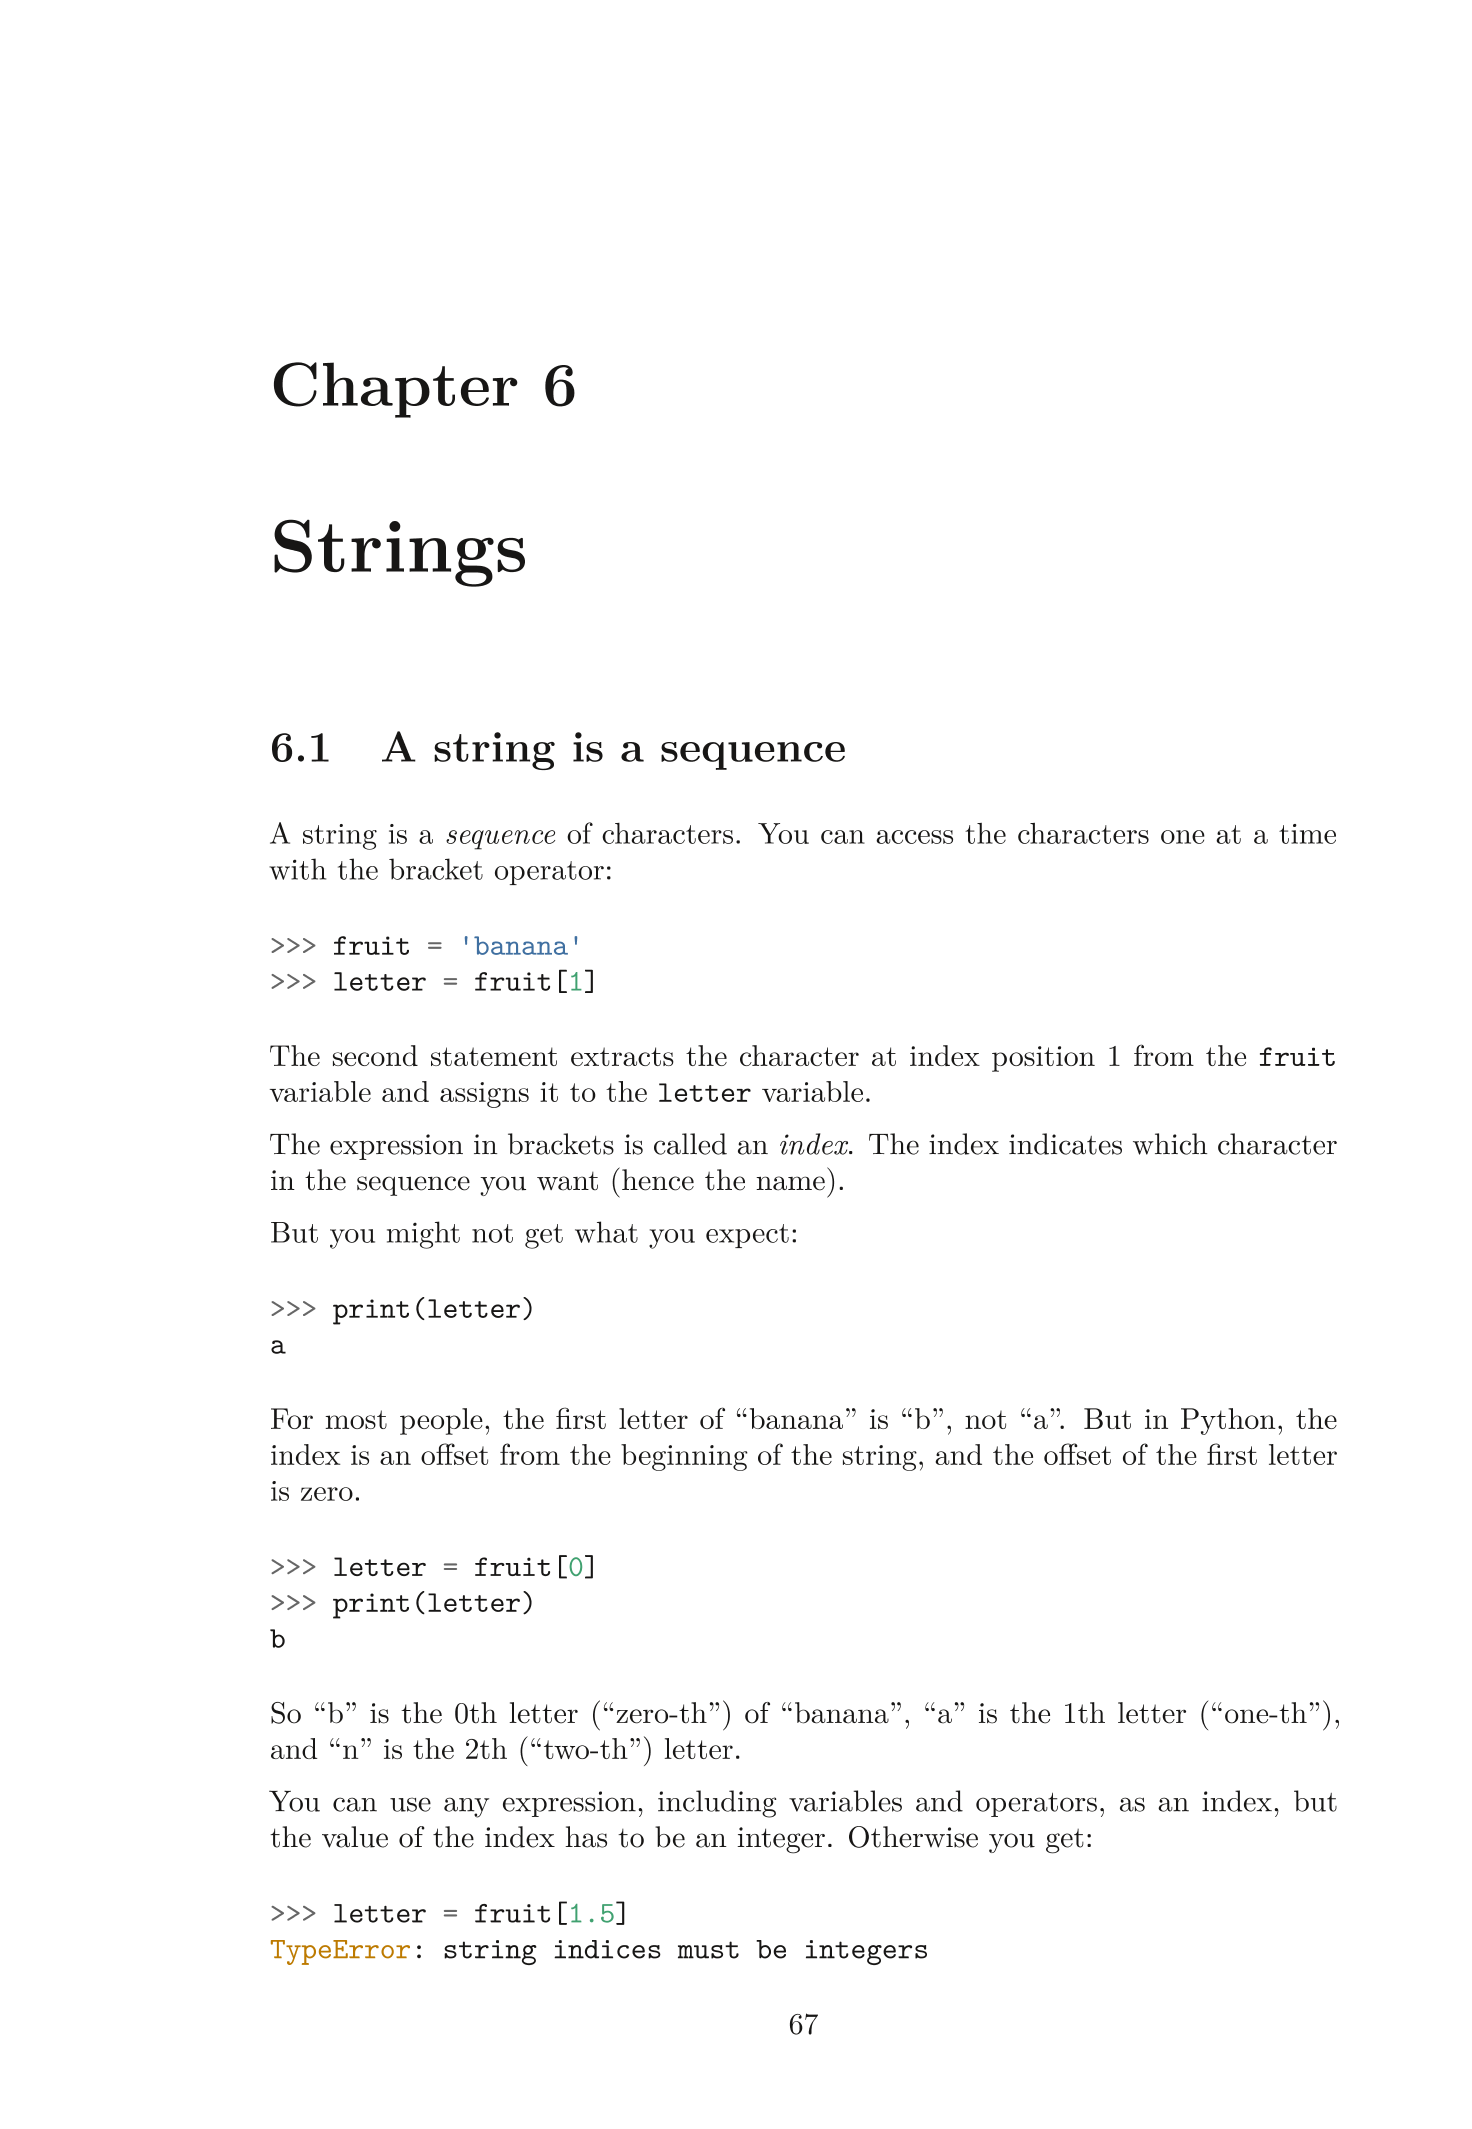 Chapter 6
Strings
6.1 A string is a sequence
A string is a sequence of characters. You can access the characters one at a time
with the bracket operator:
>>> fruit = 'banana'
>>> letter = fruit[1]
The second statement extracts the character at index position 1 from the fruit
variable and assigns it to the letter variable.
The expression in brackets is called an index. The index indicates which character
in the sequence you want (hence the name).
But you might not get what you expect:
>>> print(letter)
a
For most people, the first letter of “banana” is “b”, not “a”. But in Python, the
index is an offset from the beginning of the string, and the offset of the first letter
is zero.
>>> letter = fruit[0]
>>> print(letter)
b
So “b” is the 0th letter (“zero-th”) of “banana”, “a” is the 1th letter (“one-th”),
and “n” is the 2th (“two-th”) letter.
You can use any expression, including variables and operators, as an index, but
the value of the index has to be an integer. Otherwise you get:
>>> letter = fruit[1.5]
TypeError: string indices must be integers
67